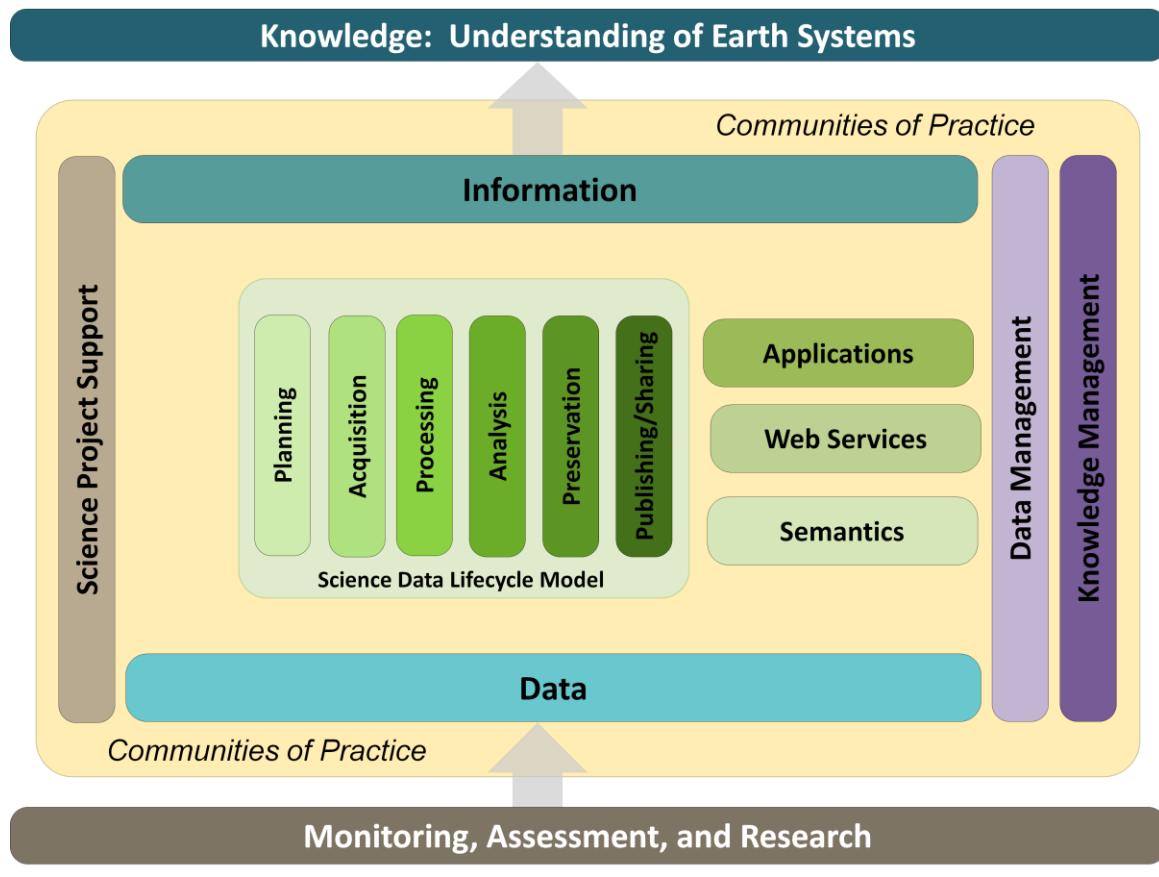 Knowledge:  Understanding of Earth Systems
Communities of Practice
Information
Science Project Support
Planning
Acquisition
Processing
Analysis
Preservation
Publishing/Sharing
Science Data Lifecycle Model
Applications
Web Services
Semantics
Data Management
Knowledge Management
Data
Communities of Practice
Monitoring, Assessment, and Research